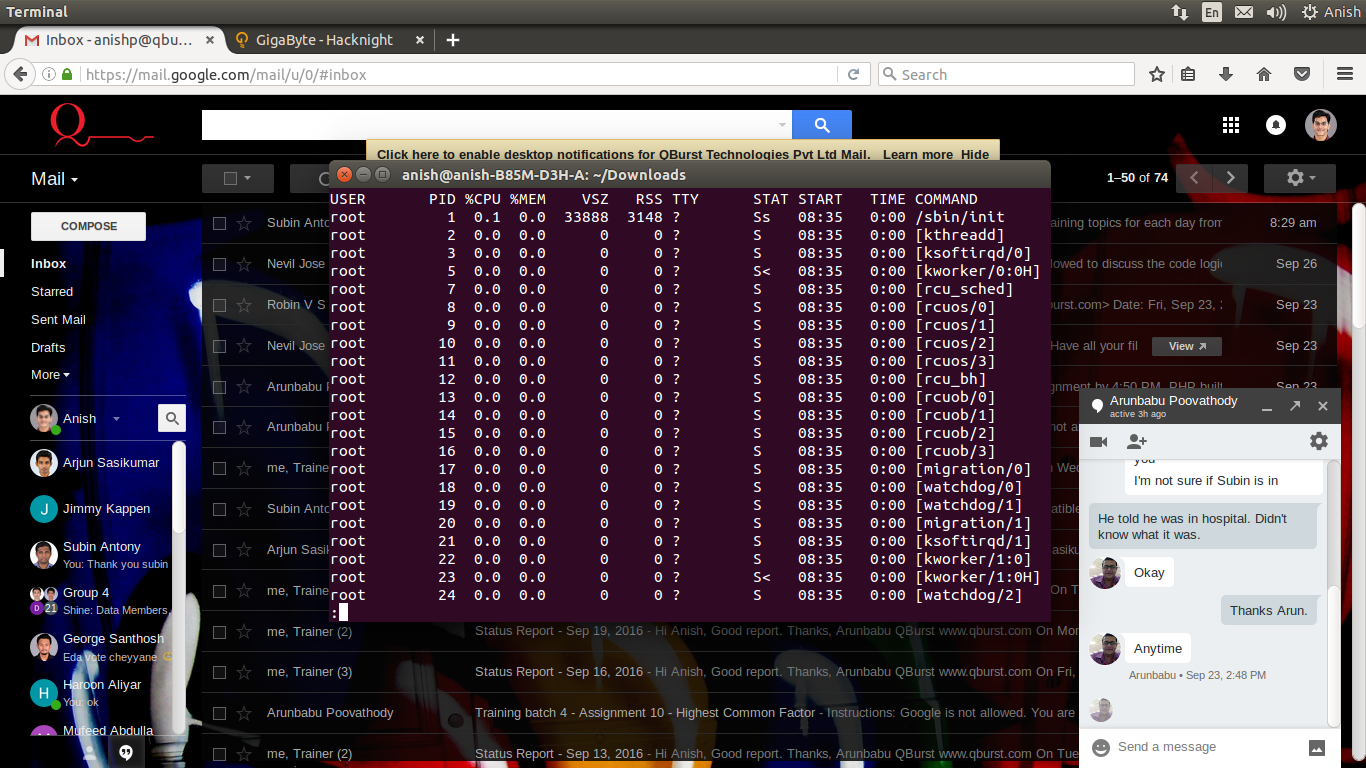 Terminal
En
Anish
Inbox - anishp@qbu...
GigaByte - Hacknight
https://mail.google.com/mail/u/0/#inbox
Search
Q
Click here to enable desktop notifications for QBurst Technologies Pvt Ltd Mail. Learn more Hide
Mail
1–50 of 74
COMPOSE
Inbox
Starred
Sent Mail
Drafts
More
Anish
Arjun Sasikumar
J
Jimmy Kappen
Subin Antony
You: Thank you subin
Group 4
D 21
Shine: Data Members,
George Santhosh
Eda vote cheyyane
H
Haroon Aliyar
You: ok
Mufeed Abdulla
anish@anish-B85M-D3H-A: ~/Downloads
USER PID %CPU %MEM VSZ RSS TTY STAT START TIME COMMAND
root 1 0.1 0.0 33888 3148 ? Ss 08:35 0:00 /sbin/init
root 2 0.0 0.0 0 0 ? S 08:35 0:00 [kthreadd]
root 3 0.0 0.0 0 0 ? S 08:35 0:00 [ksoftirqd/0]
root 5 0.0 0.0 0 0 ? S< 08:35 0:00 [kworker/0:0H]
root 7 0.0 0.0 0 0 ? S 08:35 0:00 [rcu_sched]
root 8 0.0 0.0 0 0 ? S 08:35 0:00 [rcuos/0]
root 9 0.0 0.0 0 0 ? S 08:35 0:00 [rcuos/1]
root 10 0.0 0.0 0 0 ? S 08:35 0:00 [rcuos/2]
root 11 0.0 0.0 0 0 ? S 08:35 0:00 [rcuos/3]
root 12 0.0 0.0 0 0 ? S 08:35 0:00 [rcu_bh]
root 13 0.0 0.0 0 0 ? S 08:35 0:00 [rcuob/0]
root 14 0.0 0.0 0 0 ? S 08:35 0:00 [rcuob/1]
root 15 0.0 0.0 0 0 ? S 08:35 0:00 [rcuob/2]
root 16 0.0 0.0 0 0 ? S 08:35 0:00 [rcuob/3]
root 17 0.0 0.0 0 0 ? S 08:35 0:00 [migration/0]
root 18 0.0 0.0 0 0 ? S 08:35 0:00 [watchdog/0]
root 19 0.0 0.0 0 0 ? S 08:35 0:00 [watchdog/1]
root 20 0.0 0.0 0 0 ? S 08:35 0:00 [migration/1]
root 21 0.0 0.0 0 0 ? S 08:35 0:00 [ksoftirqd/1]
root 22 0.0 0.0 0 0 ? S 08:35 0:00 [kworker/1:0]
root 23 0.0 0.0 0 0 ? S< 08:35 0:00 [kworker/1:0H]
root 24 0.0 0.0 0 0 ? S 08:35 0:00 [watchdog/2]
:
Subin Anto
topics for each day from 8:29 am
Nevil Jose
to discuss the code logi Sep 26
Robin V S
Date: Fri, Sep 23, 2 Sep 23
Nevil Jose
Have all your fil View Sep 23
Arunbabu
by 4:50 PM. PHP built Sep 23
Arunbabu
me, Trainer
Subin Anto
Arjun Sasik
me, Trainer
me, Trainer (2) Status Report - Sep 19, 2016 - Hi Anish, Good report. Thanks, Arunbabu QBurst www.qburst.com On Mon
me, Trainer (3) Status Report - Sep 16, 2016 - Hi Anish, Good report. Thanks, Arunbabu QBurst www.qburst.com On Fri,
Arunbabu Poovathody Training batch 4 - Assignment 10 - Highest Common Factor - Instructions: Google is not allowed. You are
me, Trainer (2) Status Report - Sep 13, 2016 - Hi Anish, Good report. Thanks, Arunbabu QBurst www.qburst.com On Tue
Arunbabu Poovathody
active 3h ago
you
I'm not sure if Subin is in
He told he was in hospital. Didn't
know what it was.
Okay
Thanks Arun.
Anytime
Arunbabu • Sep 23, 2:48 PM
Send a message